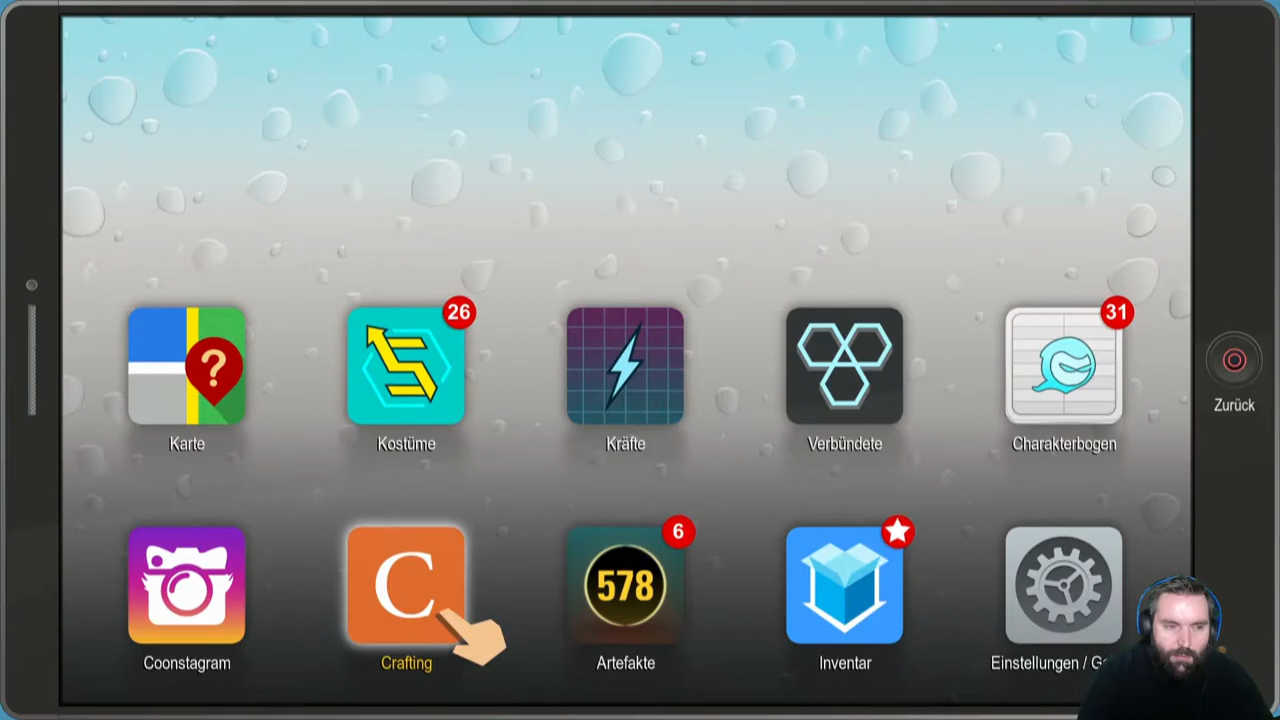 26
31
?
Karte
Kostüme
Kräfte
Verbündete
Charakterbogen
Zurück
C
6
578
Coonstagram
Crafting
Artefakte
Inventar
Einstellungen /